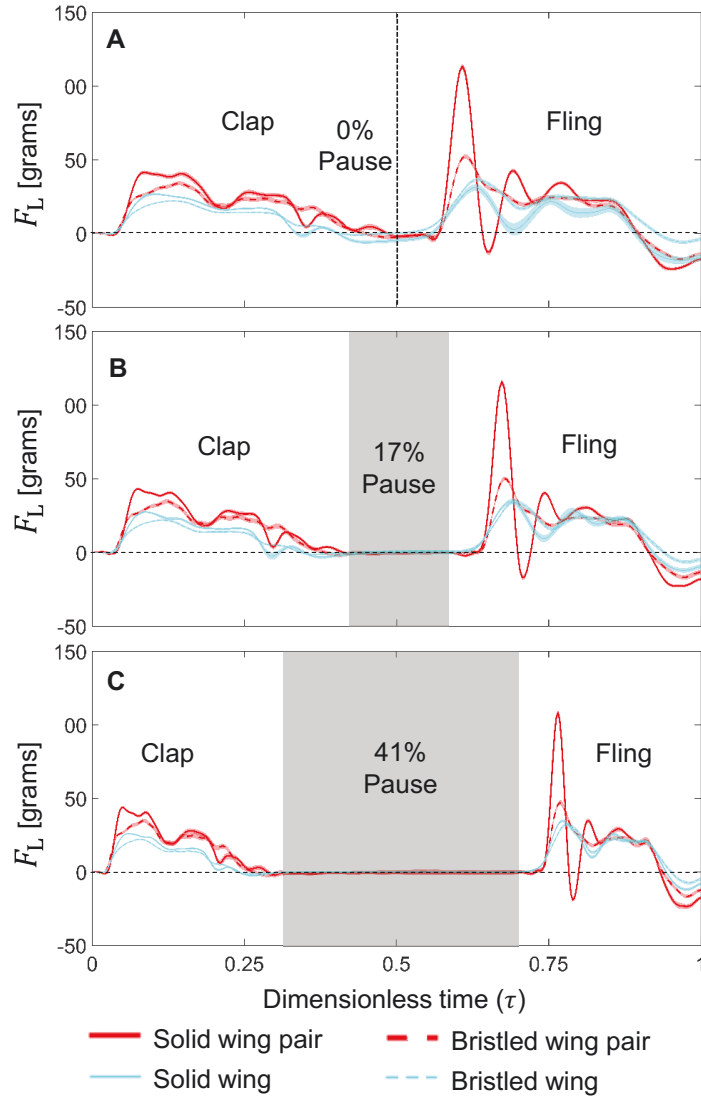 150
A
00
Clap
0%
Pause
Fling
50
0
-50
F_L [grams]
150
B
00
Clap
17%
Pause
Fling
50
0
-50
F_L [grams]
150
C
00
Clap
41%
Pause
Fling
50
0
-50
F_L [grams]
0 0.25 0.5 0.75 1
Dimensionless time (τ)
Solid wing pair Bristled wing pair
Solid wing Bristled wing